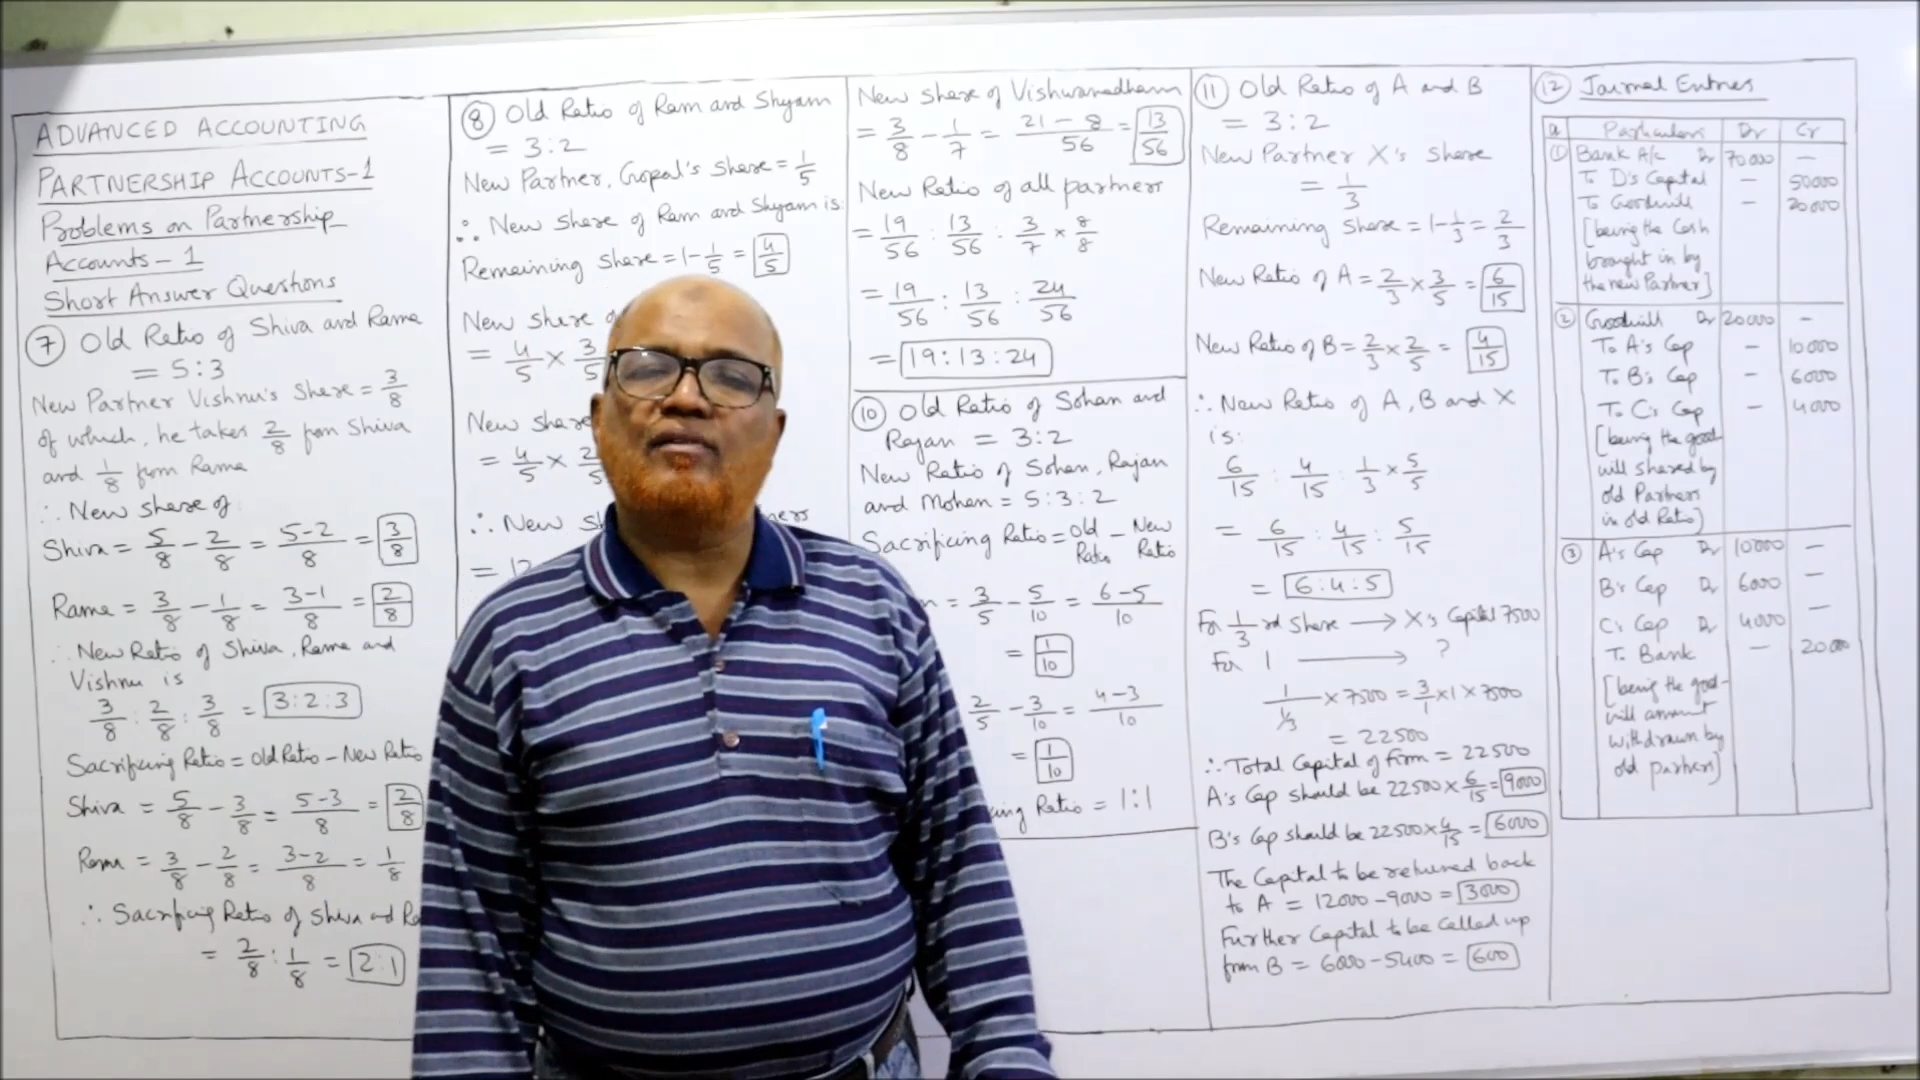 ADVANCED ACCOUNTING
PARTNERSHIP ACCOUNTS-1
Problems on Partnership
Accounts-1
SHORT ANSWER QUESTIONS
7 Old Ratio of Shiva and Rama
= 5:3
New Partner Vishnu's Share = 3/8
of which, he takes 2/8 from Shiva
and 1/8 from Rama
∴ New share of
Shiva = 5/8 - 2/8 = 5-2/8 = 3/8
Rama = 3/8 - 1/8 = 3-1/8 = 2/8
∴ New Ratio of Shiva, Rama and
Vishnu is
3/8 : 2/8 : 3/8 = 3:2:3
Sacrificing Ratio = Old Ratio - New Ratio
Shiva = 5/8 - 3/8 = 5-3/8 = 2/8
Rama = 3/8 - 2/8 = 3-2/8 = 1/8
∴ Sacrificing Ratio of Shiva and Ra
= 2/8 : 1/8 = 2:1
8 Old Ratio of Ram and Shyam
= 3:2
New Partner, Gopal's Share = 1/5
∴ New Share of Ram and Shyam is:
Remaining Share = 1-1/5 = 4/5
New Share o
= 4/5 × 3/5
New share
= 4/5 × 2/5
∴ New sh ners
= 12
New Share of Vishwanadham
= 3/8 - 1/7 = 21-8/56 = 13/56
New Ratio of all partners
= 19/56 : 13/56 : 3/7 × 8/8
= 19/56 : 13/56 : 24/56
= 19:13:24
10 Old Ratio of Sohan and
Rajan = 3:2
New Ratio of Sohan, Rajan
and Mohan = 5:3:2
Sacrificing Ratio = Old Ratio - New Ratio
n = 3/5 - 5/10 = 6-5/10
= 1/10
2/5 - 3/10 = 4-3/10
= 1/10
cing Ratio = 1:1
11 Old Ratio of A and B
= 3:2
New Partner X's Share
= 1/3
Remaining Share = 1-1/3 = 2/3
New Ratio of A = 2/3 × 3/5 = 6/15
New Ratio of B = 2/3 × 2/5 = 4/15
∴ New Ratio of A, B and X
is:
6/15 : 4/15 : 1/3 × 5/5
= 6/15 : 4/15 : 5/15
= 6:4:5
For 1/3 rd Share → X's Capital 7500
For 1 → ?
1/1/3 × 7500 = 3/1 × 1 × 7500
= 22500
∴ Total Capital of Firm = 22500
A's Cap should be 22500 × 6/15 = 9000
B's Cap should be 22500 × 4/15 = 6000
The Capital to be returned back
to A = 12000 - 9000 = 3000
Further Capital to be called up
from B = 6000 - 5400 = 600
12 Journal Entries
Particulars Dr Cr
1 Bank A/c Dr 70000 -
To D's Capital - 50000
To Goodwill - 20000
[being the Cash
brought in by
the new Partner]
2 Goodwill Dr 20000 -
To A's Cap - 10000
To B's Cap - 6000
To C's Cap - 4000
[being the good
will shared by
old Partners
in old Ratio]
3 A's Cap Dr 10000 -
B's Cap Dr 6000 -
C's Cap Dr 4000 -
To Bank - 20000
[being the good-
will amount
withdrawn by
old partners]